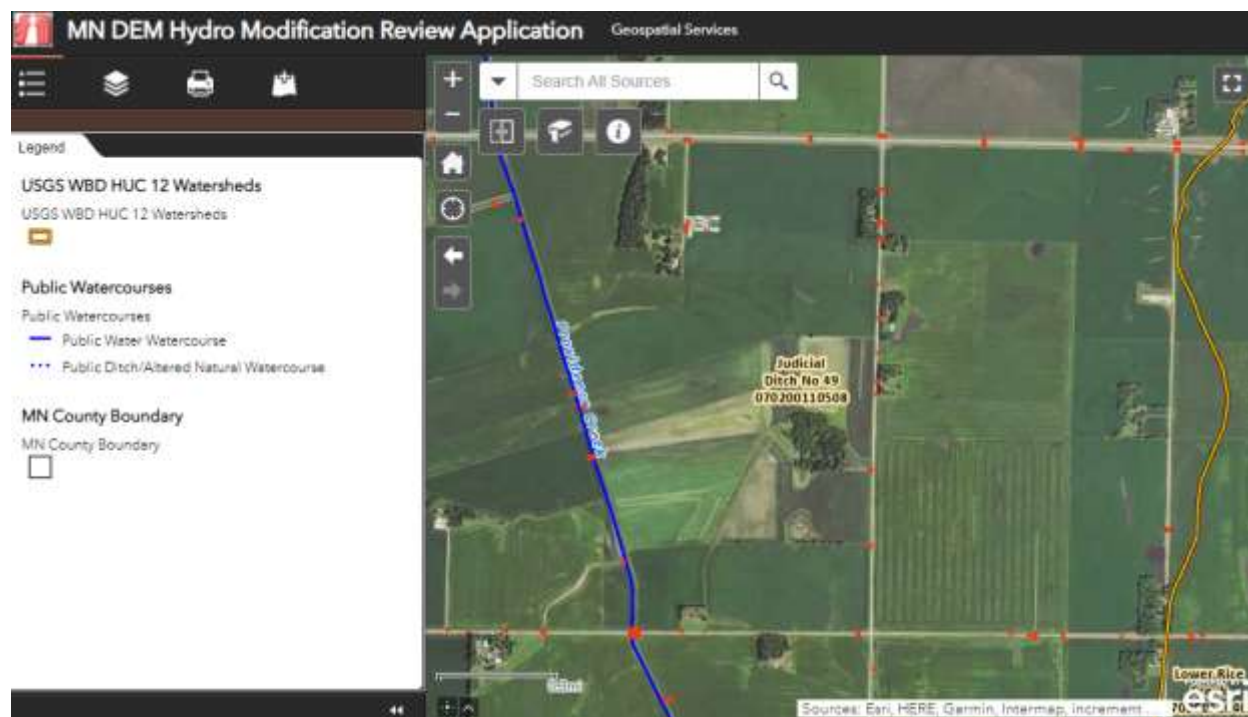 MN DEM Hydro Modification Review Application
Geospatial Services
Search All Sources
Legend
USGS WBD HUC 12 Watersheds
USGS WBD HUC 12 Watersheds
Public Watercourses
Public Watercourses
Public Water Watercourse
Public Ditch/Altered Natural Watercourse
MN County Boundary
MN County Boundary
Judicial
Ditch No 49
070200110508
Creek
Lower Rice
esri
Sources: Esri, HERE, Garmin, Intermap, increment ...